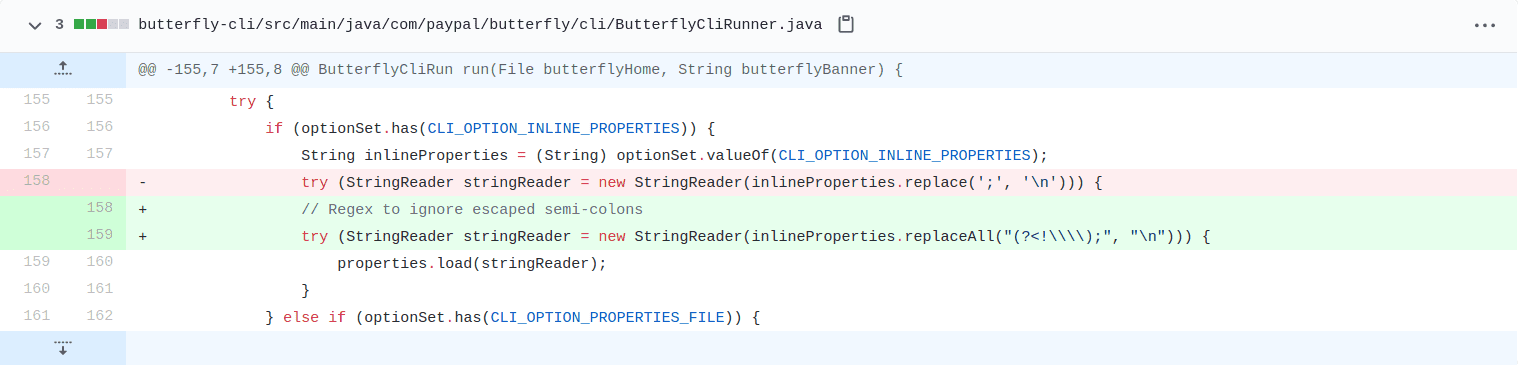 3 butterfly-cli/src/main/java/com/paypal/butterfly/cli/ButterflyCliRunner.java
@@ -155,7 +155,8 @@ ButterflyCliRun run(File butterflyHome, String butterflyBanner) {
155 155 try {
156 156 if (optionSet.has(CLI_OPTION_INLINE_PROPERTIES)) {
157 157 String inlineProperties = (String) optionSet.valueOf(CLI_OPTION_INLINE_PROPERTIES);
158 - try (StringReader stringReader = new StringReader(inlineProperties.replace(';', '\n'))) {
158 + // Regex to ignore escaped semi-colons
159 + try (StringReader stringReader = new StringReader(inlineProperties.replaceAll("(?<!\\\\);", "\n"))) {
159 160 properties.load(stringReader);
160 161 }
161 162 } else if (optionSet.has(CLI_OPTION_PROPERTIES_FILE)) {